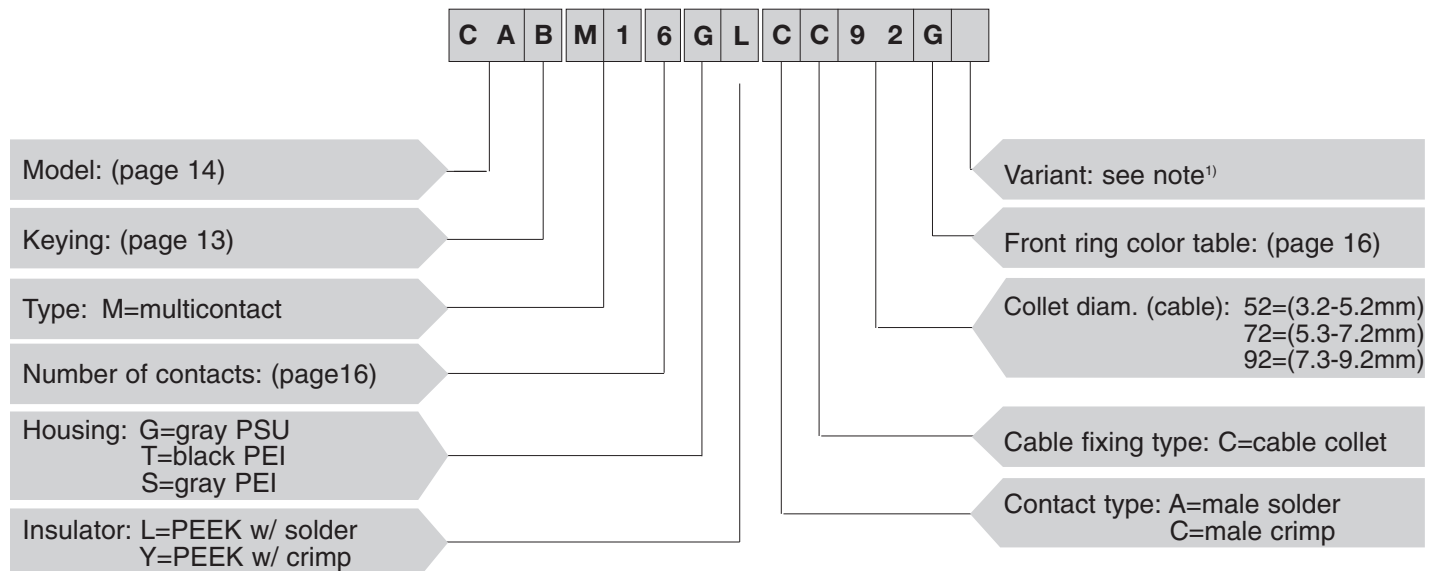 C A B M 1 6 G L C C 9 2 G
Model: (page 14)
Keying: (page 13)
Type: M=multicontact
Number of contacts: (page16)
Housing: G=gray PSU
T=black PEI
S=gray PEI
Insulator: L=PEEK w/ solder
Y=PEEK w/ crimp
Variant: see note1)
Front ring color table: (page 16)
Collet diam. (cable): 52=(3.2-5.2mm)
72=(5.3-7.2mm)
92=(7.3-9.2mm)
Cable fixing type: C=cable collet
Contact type: A=male solder
C=male crimp